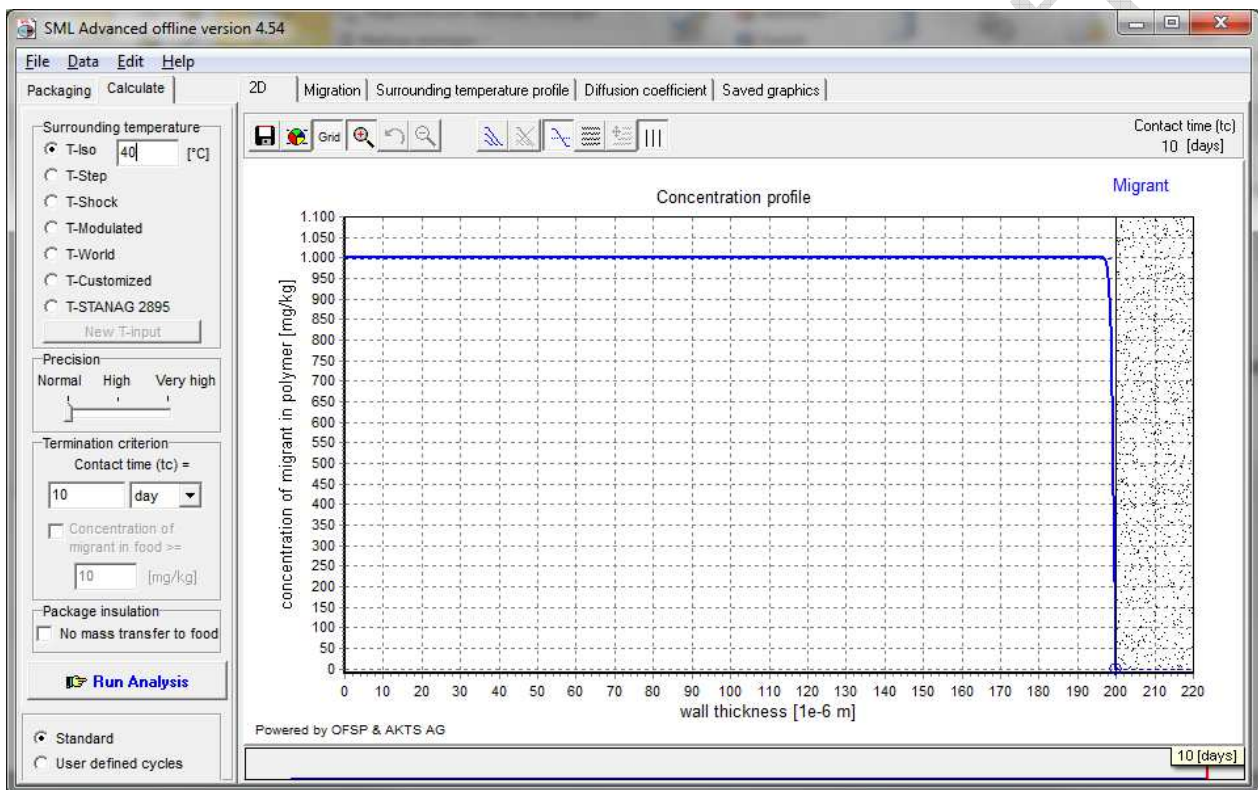 SML Advanced offline version 4.54
File Data Edit Help
Packaging Calculate
2D Migration Surrounding temperature profile Diffusion coefficient Saved graphics
Surrounding temperature
T-Iso 40 [°C]
T-Step
T-Shock
T-Modulated
T-World
T-Customized
T-STANAG 2895
New T-input
Precision
Normal High Very high
Termination criterion
Contact time (tc) =
10 day
Concentration of
migrant in food >=
10 [mg/kg]
Package insulation
No mass transfer to food
Run Analysis
Standard
User defined cycles
Grid
Contact time (tc)
10 [days]
Migrant
Concentration profile
concentration of migrant in polymer [mg/kg]
1.100
1.050
1.000
950
900
850
800
750
700
650
600
550
500
450
400
350
300
250
200
150
100
50
0
0 10 20 30 40 50 60 70 80 90 100 110 120 130 140 150 160 170 180 190 200 210 220
wall thickness [1e-6 m]
Powered by OFSP & AKTS AG
10 [days]